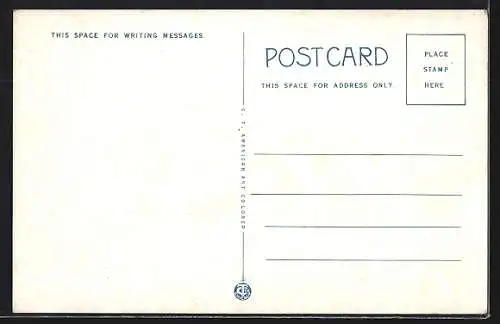 THIS SPACE FOR WRITING MESSAGES.
POSTCARD
THIS SPACE FOR ADDRESS ONLY.
PLACE
STAMP
HERE
C. T. AMERICAN ART COLORED